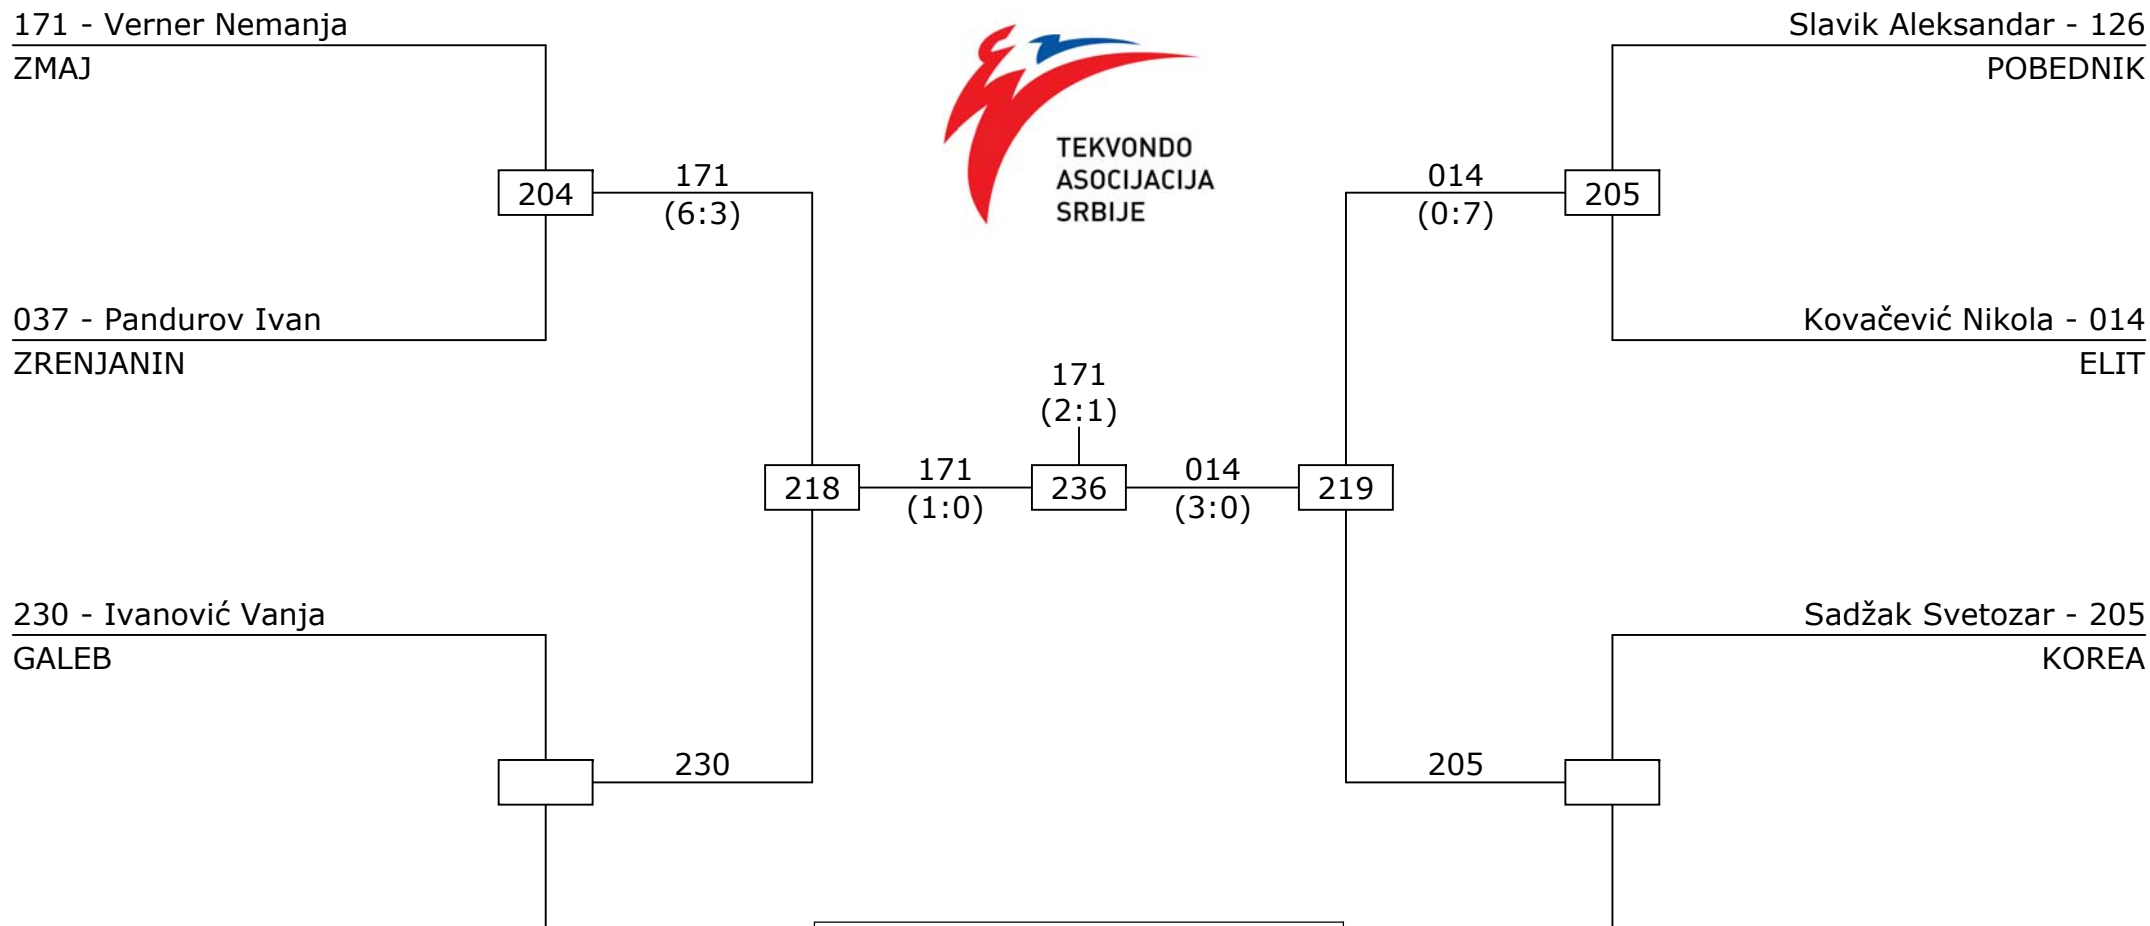 171 - Verner Nemanja
ZMAJ
Slavik Aleksandar - 126
POBEDNIK
TEKVONDO
ASOCIJACIJA
SRBIJE
204
171
(6:3)
014
(0:7)
205
037 - Pandurov Ivan
ZRENJANIN
Kovačević Nikola - 014
ELIT
171
(2:1)
218
171
(1:0)
236
014
(3:0)
219
230 - Ivanović Vanja
GALEB
Sadžak Svetozar - 205
KOREA
230
205